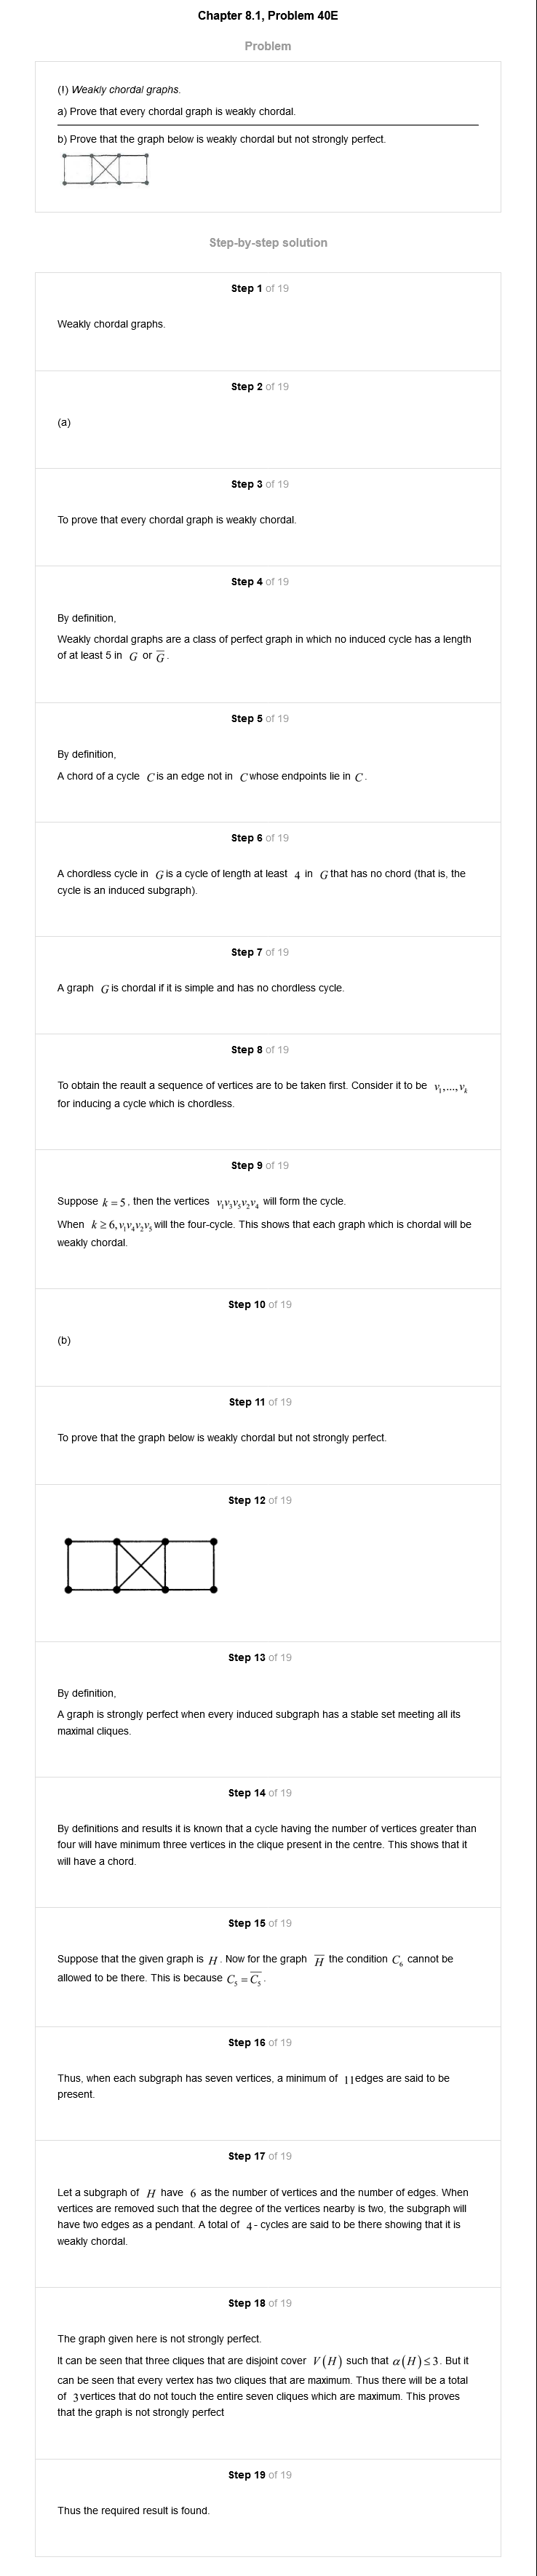 Chapter 8.1, Problem 40E
Problem
(!) Weakly chordal graphs.
a) Prove that every chordal graph is weakly chordal.
b) Prove that the graph below is weakly chordal but not strongly perfect.
Step-by-step solution
Step 1 of 19
Weakly chordal graphs.
Step 2 of 19
(a)
Step 3 of 19
To prove that every chordal graph is weakly chordal.
Step 4 of 19
By definition,
Weakly chordal graphs are a class of perfect graph in which no induced cycle has a length
of at least 5 in G or G̅.
Step 5 of 19
By definition,
A chord of a cycle C is an edge not in C whose endpoints lie in C.
Step 6 of 19
A chordless cycle in G is a cycle of length at least 4 in G that has no chord (that is, the
cycle is an induced subgraph).
Step 7 of 19
A graph G is chordal if it is simple and has no chordless cycle.
Step 8 of 19
To obtain the reault a sequence of vertices are to be taken first. Consider it to be v₁,...,vₖ
for inducing a cycle which is chordless.
Step 9 of 19
Suppose k = 5, then the vertices v₁v₃v₅v₂v₄ will form the cycle.
When k ≥ 6, v₁v₄v₂v₅ will the four-cycle. This shows that each graph which is chordal will be
weakly chordal.
Step 10 of 19
(b)
Step 11 of 19
To prove that the graph below is weakly chordal but not strongly perfect.
Step 12 of 19
Step 13 of 19
By definition,
A graph is strongly perfect when every induced subgraph has a stable set meeting all its
maximal cliques.
Step 14 of 19
By definitions and results it is known that a cycle having the number of vertices greater than
four will have minimum three vertices in the clique present in the centre. This shows that it
will have a chord.
Step 15 of 19
Suppose that the given graph is H. Now for the graph H̅ the condition C₆ cannot be
allowed to be there. This is because C₅ = C̅₅.
Step 16 of 19
Thus, when each subgraph has seven vertices, a minimum of 11 edges are said to be
present.
Step 17 of 19
Let a subgraph of H have 6 as the number of vertices and the number of edges. When
vertices are removed such that the degree of the vertices nearby is two, the subgraph will
have two edges as a pendant. A total of 4- cycles are said to be there showing that it is
weakly chordal.
Step 18 of 19
The graph given here is not strongly perfect.
It can be seen that three cliques that are disjoint cover V(H) such that α(H) ≤ 3. But it
can be seen that every vertex has two cliques that are maximum. Thus there will be a total
of 3 vertices that do not touch the entire seven cliques which are maximum. This proves
that the graph is not strongly perfect
Step 19 of 19
Thus the required result is found.